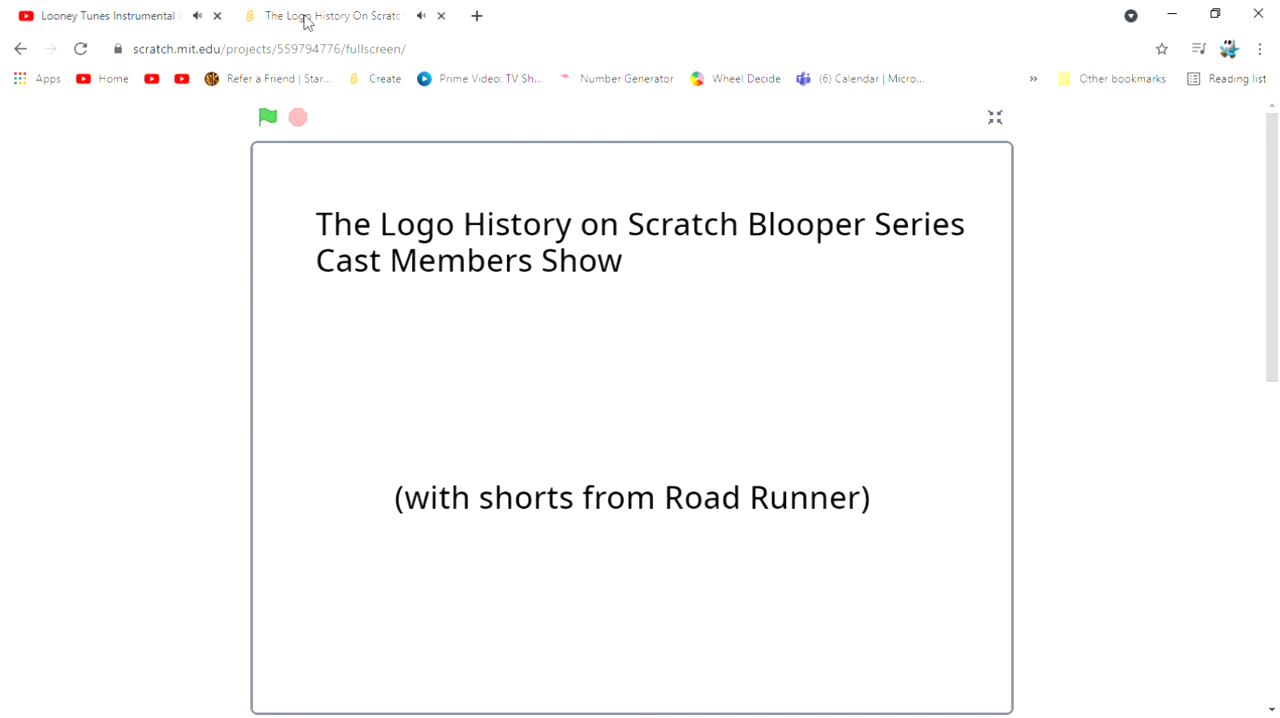 Looney Tunes Instrumental
The Logo History On Scratc
scratch.mit.edu/projects/559794776/fullscreen/
Apps
Home
Refer a Friend | Star...
Create
Prime Video: TV Sh...
Number Generator
Wheel Decide
(6) Calendar | Micro...
»
Other bookmarks
Reading list
The Logo History on Scratch Blooper Series
Cast Members Show
(with shorts from Road Runner)